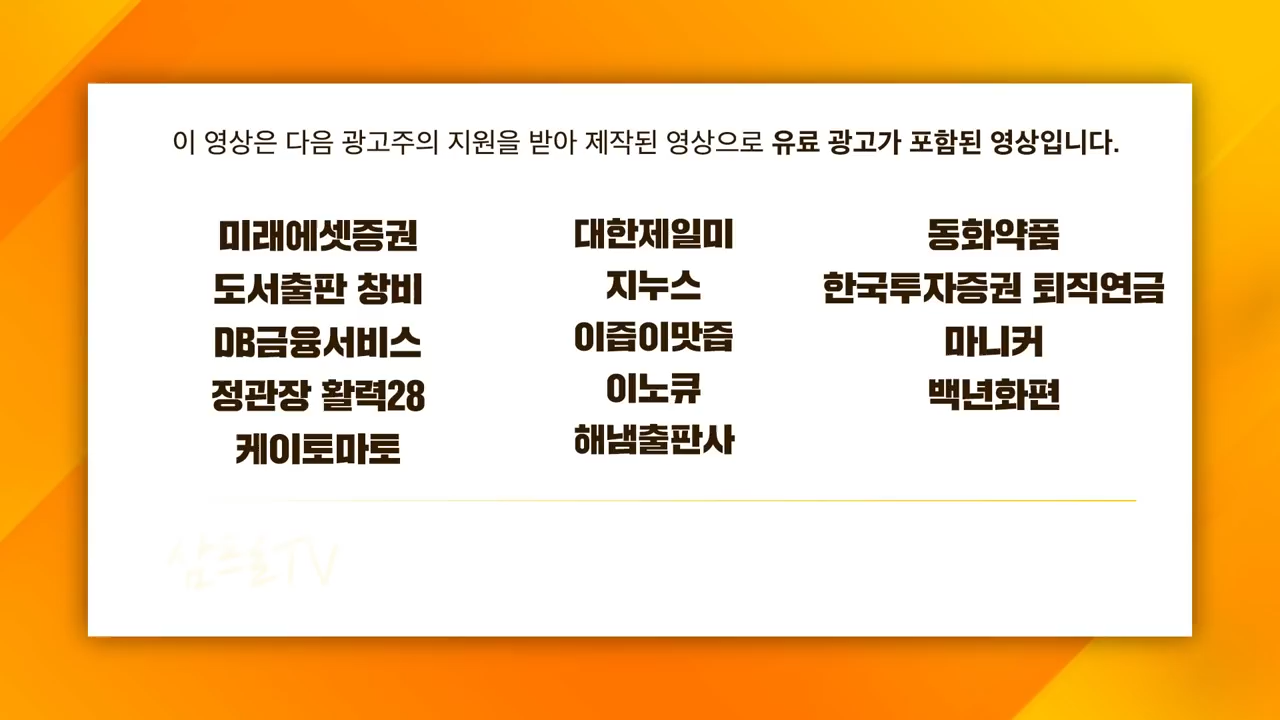 이 영상은 다음 광고주의 지원을 받아 제작된 영상으로 유료 광고가 포함된 영상입니다.
미래에셋증권
도서출판 창비
DB금융서비스
정관장 활력28
케이토마토
대한제일미
지누스
이즙이맛즙
이노큐
해냄출판사
동화약품
한국투자증권 퇴직연금
마니커
백년화편
삼프로TV